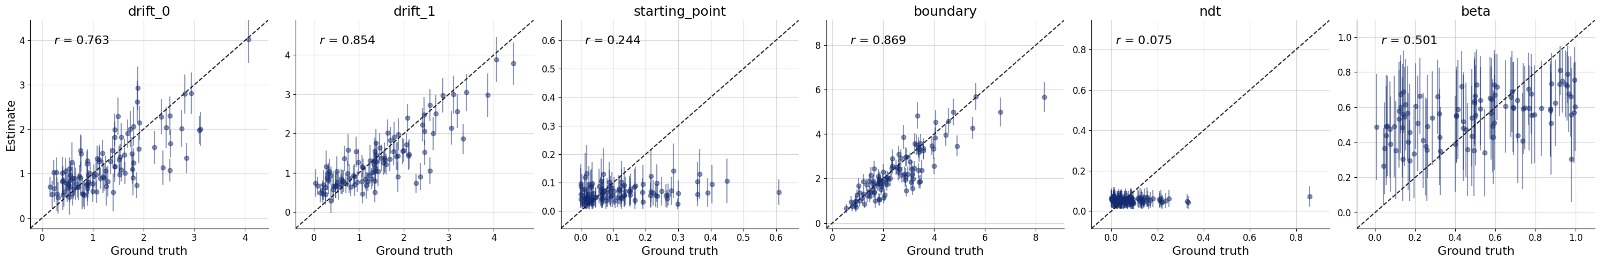 drift_0
r = 0.763
Estimate
4
3
2
1
0
0 1 2 3 4
Ground truth
drift_1
r = 0.854
4
3
2
1
0
0 1 2 3 4
Ground truth
starting_point
r = 0.244
0.6
0.5
0.4
0.3
0.2
0.1
0.0
0.0 0.1 0.2 0.3 0.4 0.5 0.6
Ground truth
boundary
r = 0.869
8
6
4
2
0
0 2 4 6 8
Ground truth
ndt
r = 0.075
0.8
0.6
0.4
0.2
0.0
0.0 0.2 0.4 0.6 0.8
Ground truth
beta
r = 0.501
1.0
0.8
0.6
0.4
0.2
0.0
0.0 0.2 0.4 0.6 0.8 1.0
Ground truth